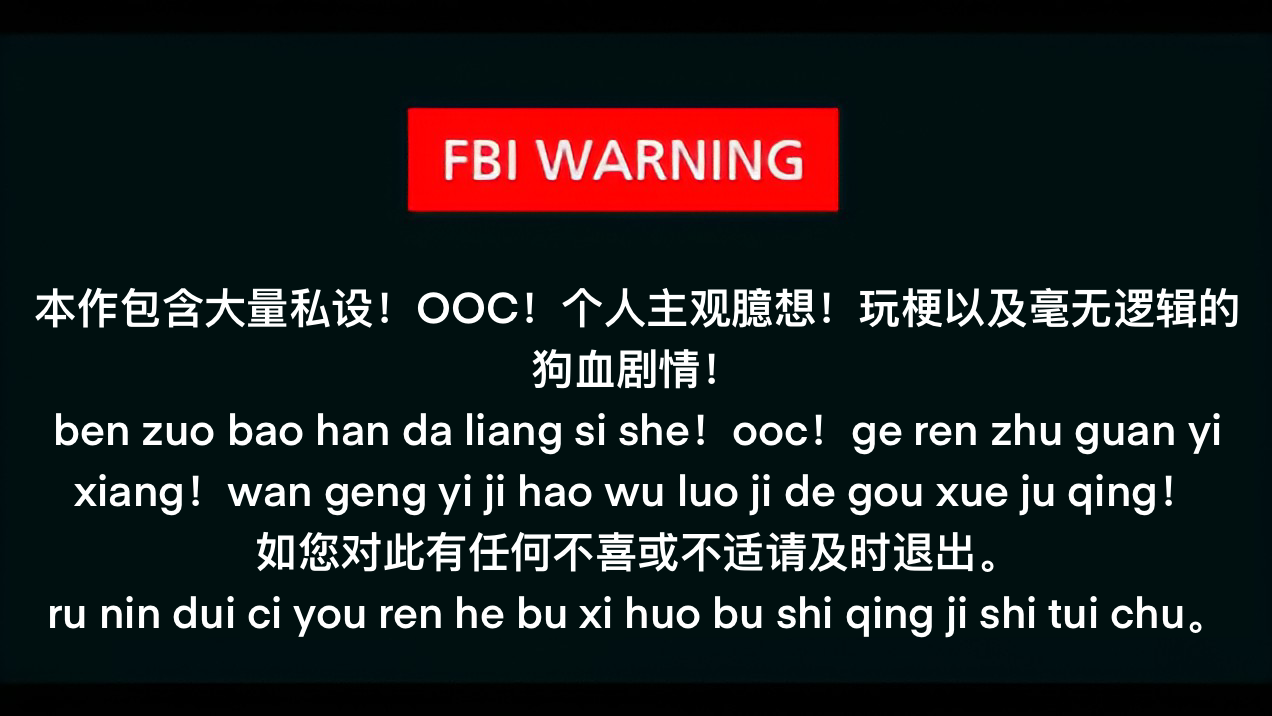 FBI WARNING
本作包含大量私设！OOC！个人主观臆想！玩梗以及毫无逻辑的
狗血剧情！
ben zuo bao han da liang si she！ooc！ge ren zhu guan yi
xiang！wan geng yi ji hao wu luo ji de gou xue ju qing！
如您对此有任何不喜或不适请及时退出。
ru nin dui ci you ren he bu xi huo bu shi qing ji shi tui chu。